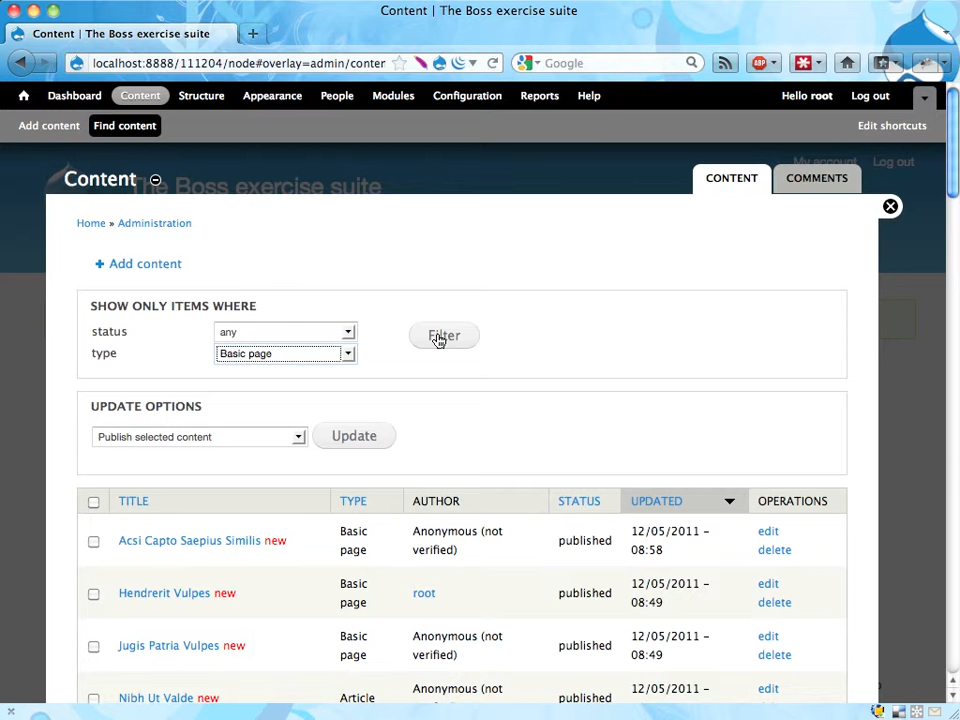 Content | The Boss exercise suite
Content | The Boss exercise suite
localhost:8888/111204/node#overlay=admin/conter
Google
ABP
Dashboard Content Structure Appearance People Modules Configuration Reports Help Hello root Log out
Add content Find content Edit shortcuts
My account Log out
The Boss exercise suite
Content CONTENT COMMENTS
Home » Administration
+ Add content
SHOW ONLY ITEMS WHERE
status any
type Basic page
Filter
UPDATE OPTIONS
Publish selected content Update
TITLE TYPE AUTHOR STATUS UPDATED OPERATIONS
Acsi Capto Saepius Similis new Basic page Anonymous (not verified) published 12/05/2011 - 08:58 edit delete
Hendrerit Vulpes new Basic page root published 12/05/2011 - 08:49 edit delete
Jugis Patria Vulpes new Basic page Anonymous (not verified) published 12/05/2011 - 08:49 edit delete
Nibh Ut Valde new Article Anonymous (not published 12/05/2011 - edit